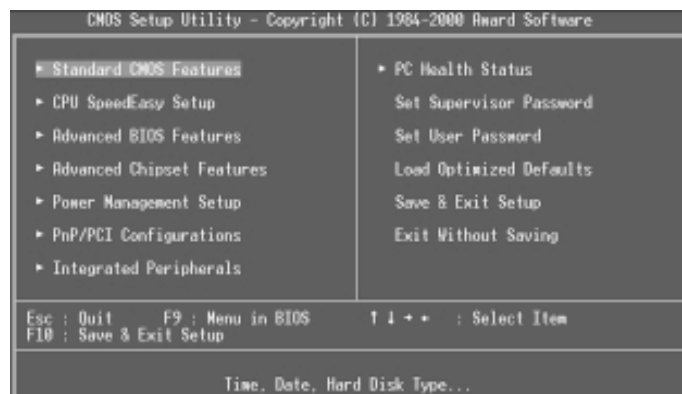 CMOS Setup Utility - Copyright (C) 1984-2000 Award Software
▸ Standard CMOS Features
▸ CPU SpeedEasy Setup
▸ Advanced BIOS Features
▸ Advanced Chipset Features
▸ Power Management Setup
▸ PnP/PCI Configurations
▸ Integrated Peripherals
▸ PC Health Status
Set Supervisor Password
Set User Password
Load Optimized Defaults
Save & Exit Setup
Exit Without Saving
Esc : Quit F9 : Menu in BIOS ↑ ↓ → ← : Select Item
F10 : Save & Exit Setup
Time, Date, Hard Disk Type...